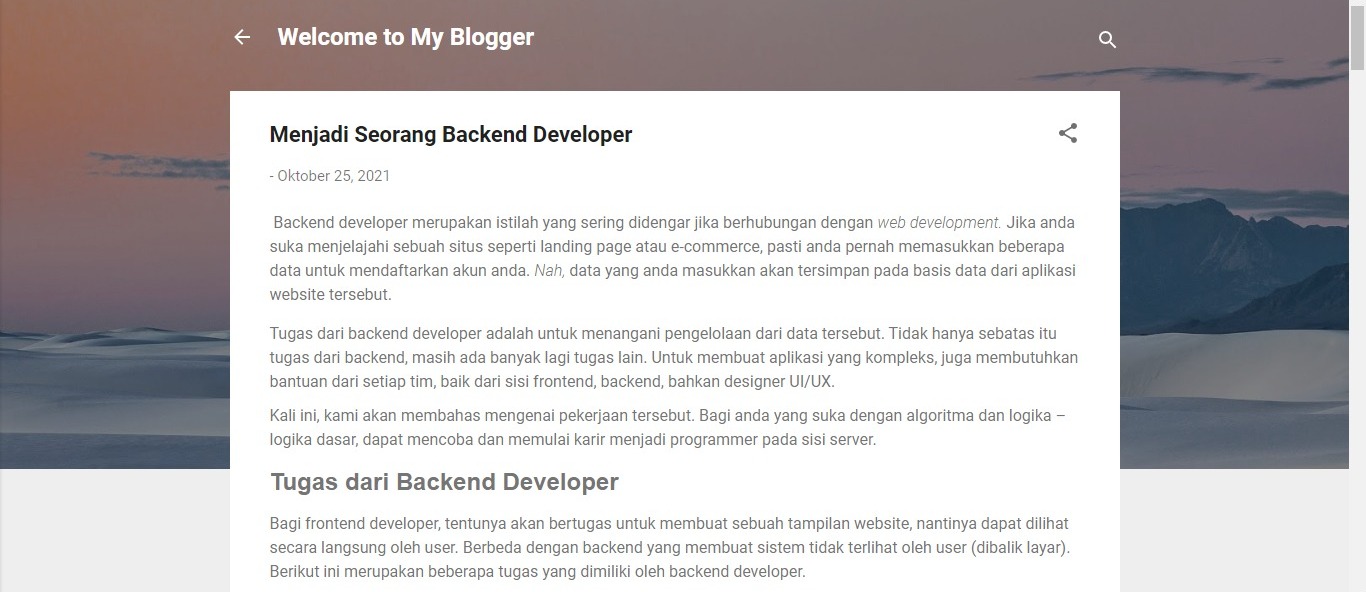 Welcome to My Blogger
Menjadi Seorang Backend Developer
- Oktober 25, 2021
Backend developer merupakan istilah yang sering didengar jika berhubungan dengan web development. Jika anda
suka menjelajahi sebuah situs seperti landing page atau e-commerce, pasti anda pernah memasukkan beberapa
data untuk mendaftarkan akun anda. Nah, data yang anda masukkan akan tersimpan pada basis data dari aplikasi
website tersebut.
Tugas dari backend developer adalah untuk menangani pengelolaan dari data tersebut. Tidak hanya sebatas itu
tugas dari backend, masih ada banyak lagi tugas lain. Untuk membuat aplikasi yang kompleks, juga membutuhkan
bantuan dari setiap tim, baik dari sisi frontend, backend, bahkan designer UI/UX.
Kali ini, kami akan membahas mengenai pekerjaan tersebut. Bagi anda yang suka dengan algoritma dan logika –
logika dasar, dapat mencoba dan memulai karir menjadi programmer pada sisi server.
Tugas dari Backend Developer
Bagi frontend developer, tentunya akan bertugas untuk membuat sebuah tampilan website, nantinya dapat dilihat
secara langsung oleh user. Berbeda dengan backend yang membuat sistem tidak terlihat oleh user (dibalik layar).
Berikut ini merupakan beberapa tugas yang dimiliki oleh backend developer.